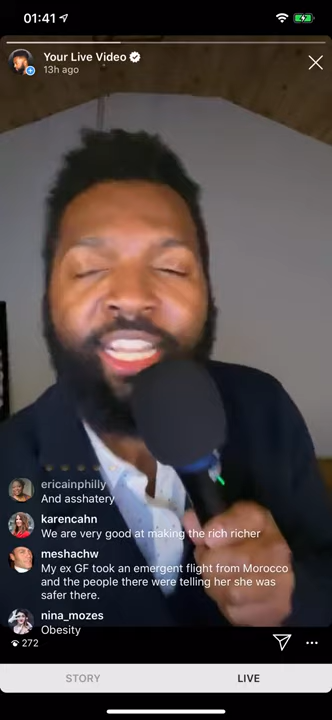 01:41
Your Live Video
13h ago
ericainphilly
And asshatery
karencahn
We are very good at making the rich richer
meshachw
My ex GF took an emergent flight from Morocco
and the people there were telling her she was
safer there.
nina_mozes
Obesity
272
STORY
LIVE